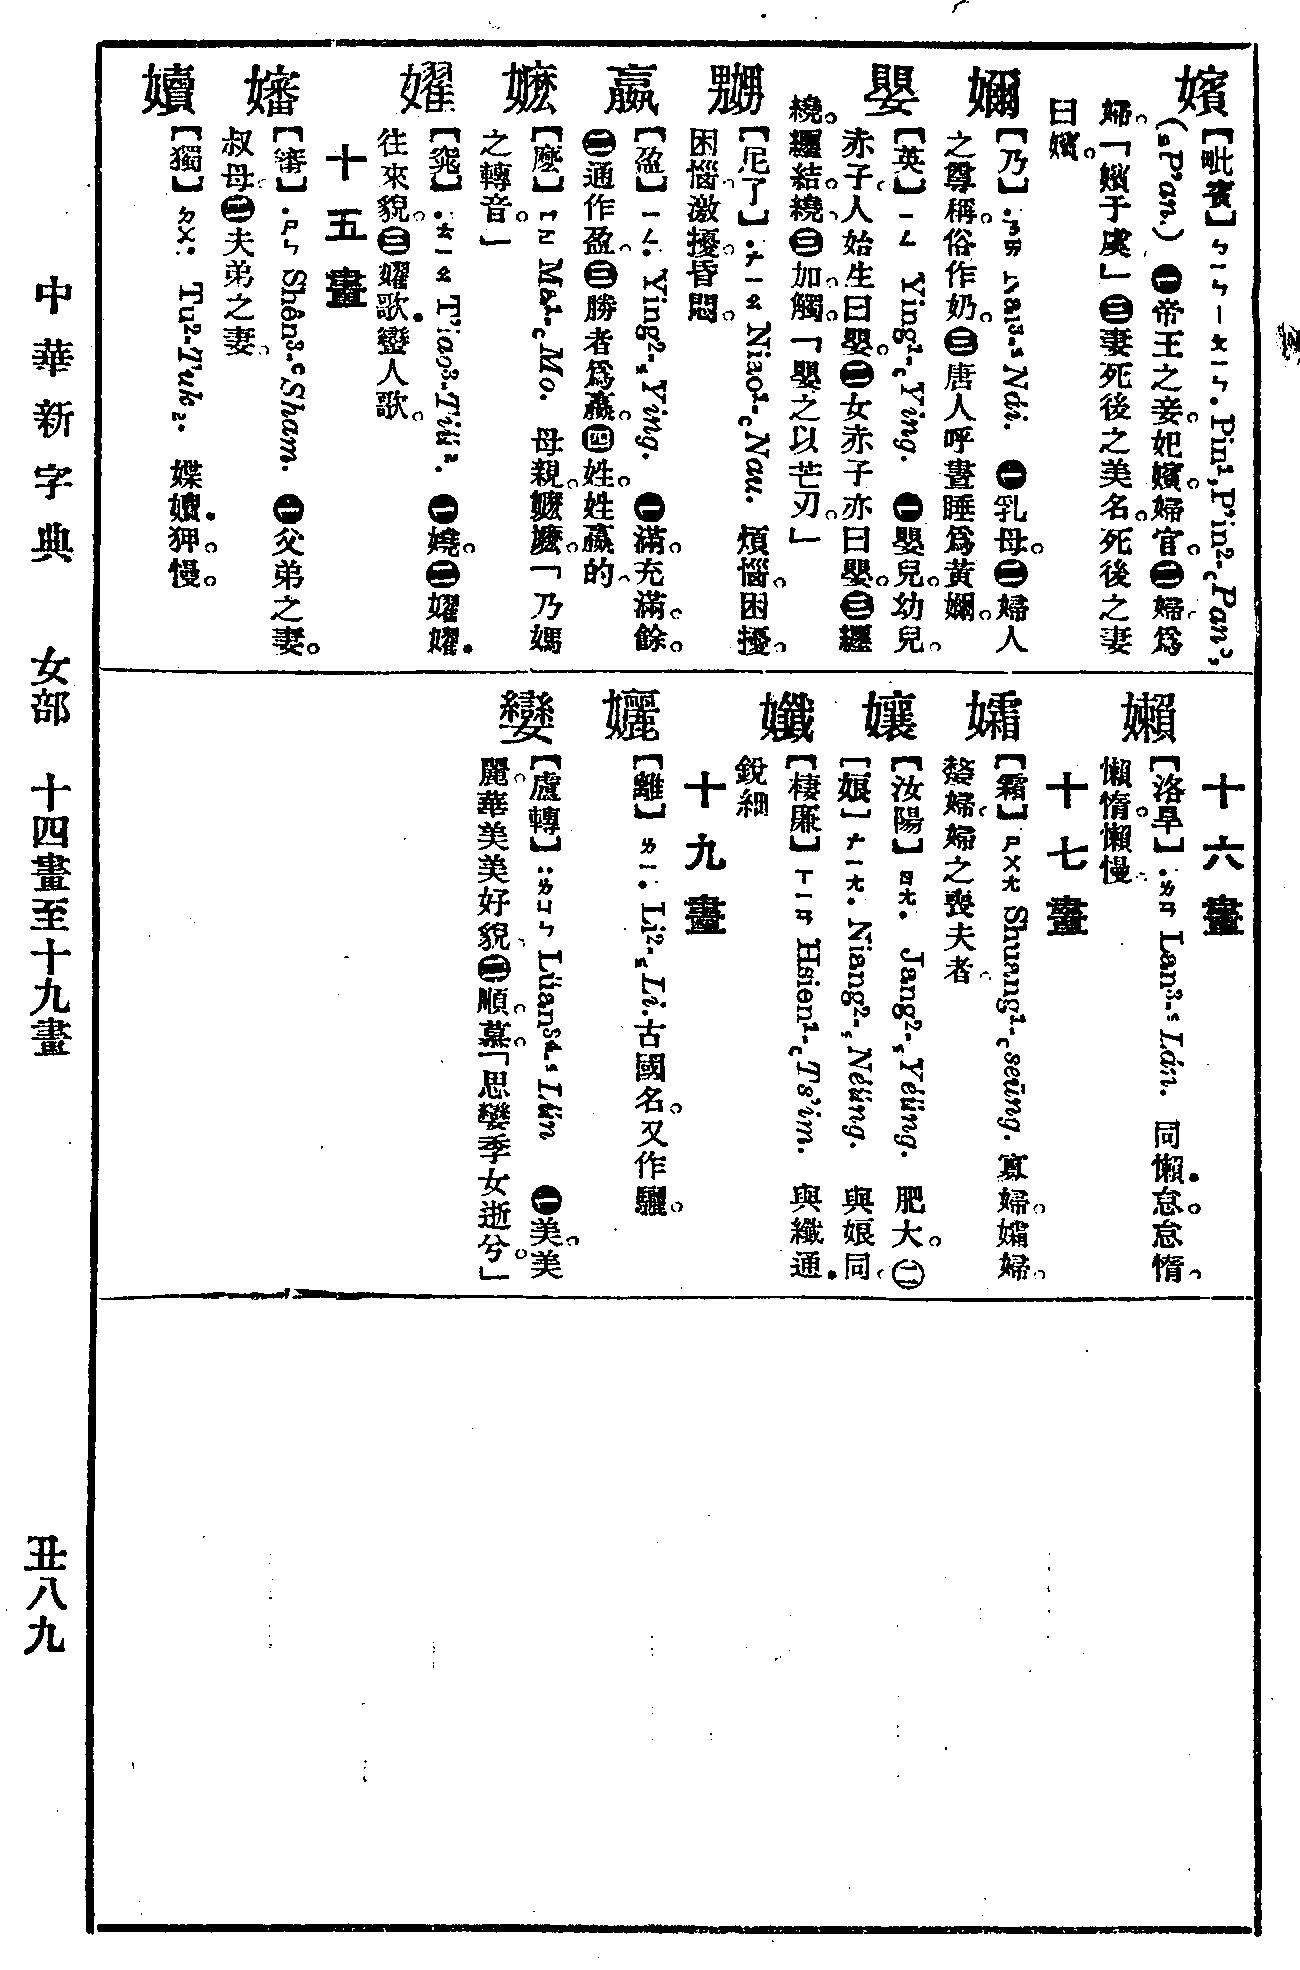 嬪
【毗賓】ㄅㄧㄣ—ㄆㄧㄣ. Pin¹, P'in²-꜀Pan,
(꜁P'an.) ㊀帝王之妾。妃嬪。婦官。㊁婦爲
婦。「嬪于虞」㊂妻死後之美名。死後之妻
曰嬪。
嬭
【乃】.ㄋㄞ Nai³-Nái. ㊀乳母。㊁婦人
之尊稱。俗作奶。㊂唐人呼晝睡爲黃嬭。
嬰
【英】ㄧㄥ Ying¹-꜀Ying. ㊀嬰兒。幼兒。
赤子。人始生曰嬰。㊁女赤子亦曰嬰。㊂纏
繞。纏結。繞㊂加觸。「嬰之以芒刃。」
嬲
【尼了】.ㄋㄧㄠ Niao¹-꜀Nau. 煩惱。困擾。
困惱。激擾。昏悶。
嬴
【盈】ㄧㄥ. Ying²-꜁Ying. ㊀滿。充滿。餘。
㊁通作盈。㊂勝者爲嬴。㊃姓。姓嬴的。
嬤
【麼】ㄇㄛ Ma¹-꜀Mo. 母親。嬤嬤。「乃媽
之轉音。」
嬥
【窕】.ㄊㄧㄠ T'iao³-Tiü². ㊀嬈。㊁嬥嬥.
往來貌。㊂嬥歌.蠻人歌。
十五畫
嬸
【審】.ㄕㄣ Shên³-Sham. ㊀父弟之妻。
叔母。㊁夫弟之妻。
嬻
【獨】ㄉㄨ: Tu²-Tuk₂. 媟嬻.狎。慢。
十六畫
嬾
【洛旱】.ㄌㄢ Lan³-Lán. 同懶.怠。怠惰。
懶惰。懶慢。
十七畫
孀
【霜】ㄕㄨㄤ Shuang¹-꜀seüng. 寡婦。孀婦。
嫠婦。婦之喪夫者。
孃
【汝陽】ㄖㄤ. Jang²-꜁Yéüng. 肥大。㊁
【娘】ㄋㄧㄤ. Niang²-꜁Néüng. 與娘同。
孅
【棲廉】ㄒㄧㄢ Hsien¹-꜀Ts'im. 與纖通.
銳細
十九畫
孋
【離】ㄌㄧ. Li²-꜁Li. 古國名。又作驪。
孌
【盧轉】:ㄌㄩㄢ Lüan³⁴-Lün ㊀美。美
麗。華美。美好貌。㊁順。慕。「思孌季女逝兮。」
中華新字典 女部 十四畫至十九畫 丑八九